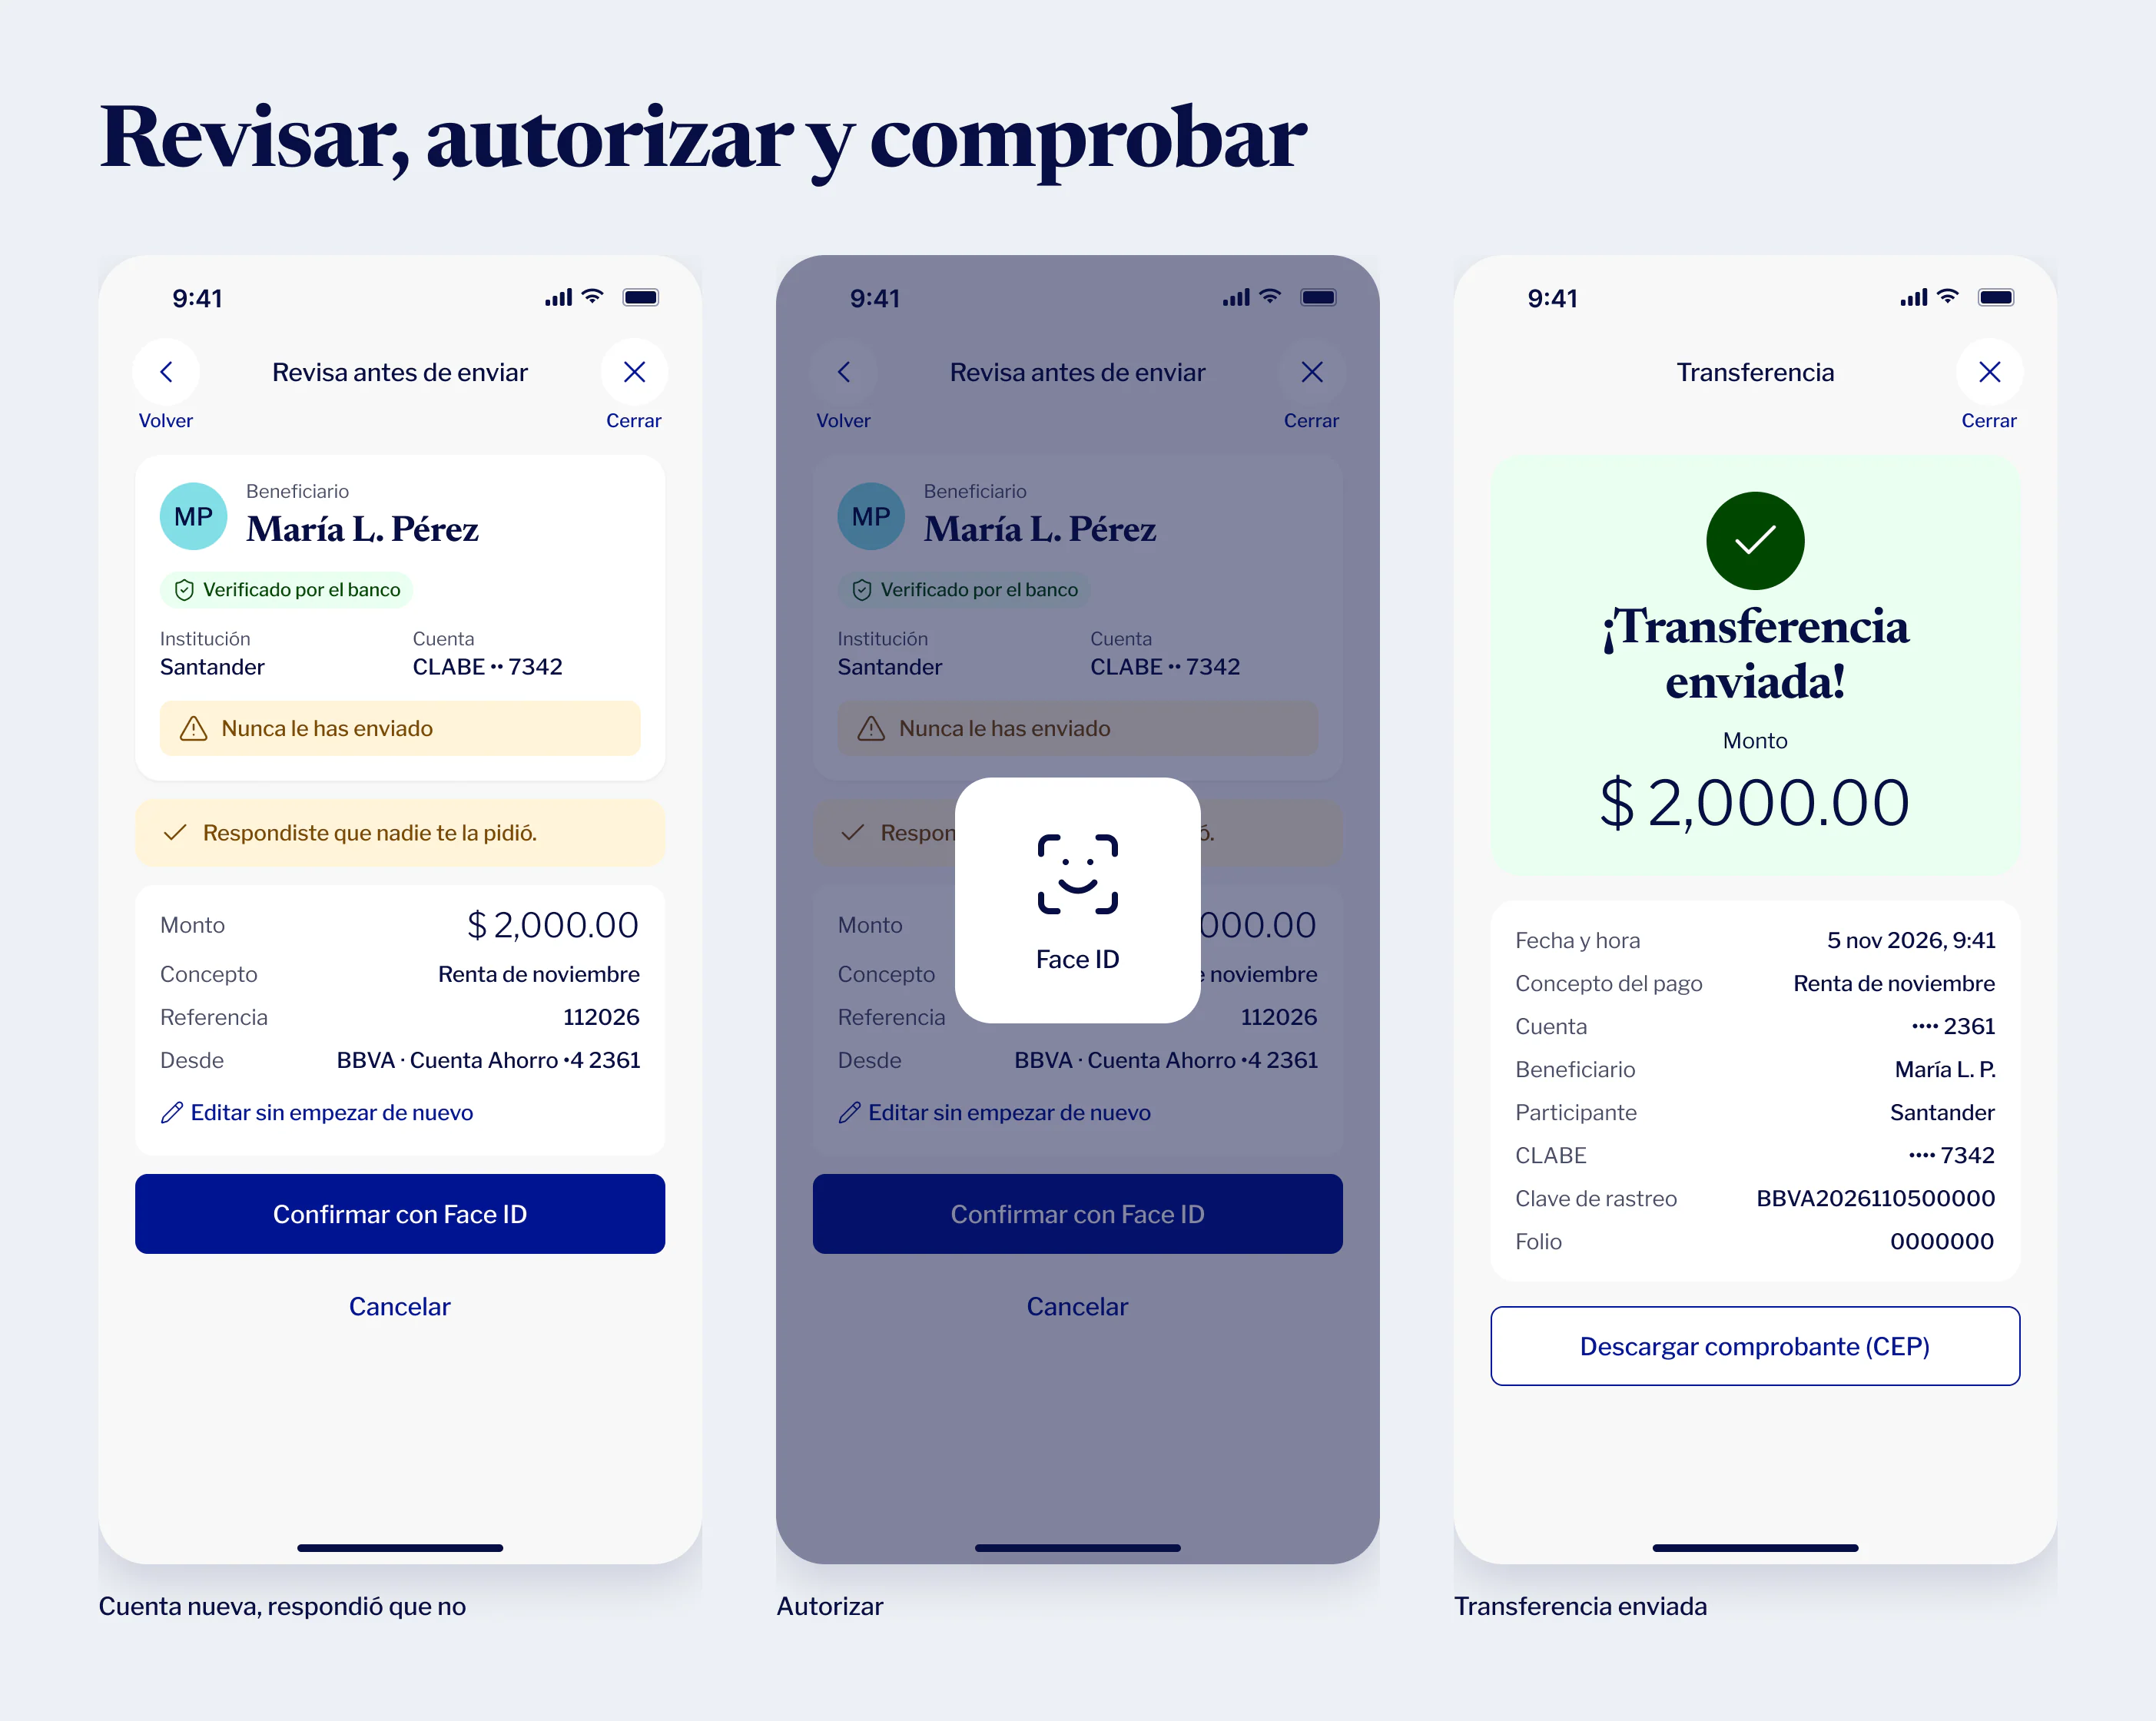 Revisar, autorizar y comprobar
9:41
Revisa antes de enviar
Volver
Cerrar
MP
Beneficiario
María L. Pérez
Verificado por el banco
Institución
Santander
Cuenta
CLABE •• 7342
Nunca le has enviado
Respondiste que nadie te la pidió.
Monto
$ 2,000.00
Concepto
Renta de noviembre
Referencia
112026
Desde
BBVA · Cuenta Ahorro •4 2361
Editar sin empezar de nuevo
Confirmar con Face ID
Cancelar
Cuenta nueva, respondió que no
9:41
Revisa antes de enviar
Volver
Cerrar
MP
Beneficiario
María L. Pérez
Verificado por el banco
Institución
Santander
Cuenta
CLABE •• 7342
Nunca le has enviado
Face ID
Monto
000.00
Concepto
noviembre
Referencia
112026
Desde
BBVA · Cuenta Ahorro •4 2361
Editar sin empezar de nuevo
Confirmar con Face ID
Cancelar
Autorizar
9:41
Transferencia
Cerrar
¡Transferencia
enviada!
Monto
$ 2,000.00
Fecha y hora
5 nov 2026, 9:41
Concepto del pago
Renta de noviembre
Cuenta
•••• 2361
Beneficiario
María L. P.
Participante
Santander
CLABE
•••• 7342
Clave de rastreo
BBVA2026110500000
Folio
0000000
Descargar comprobante (CEP)
Transferencia enviada